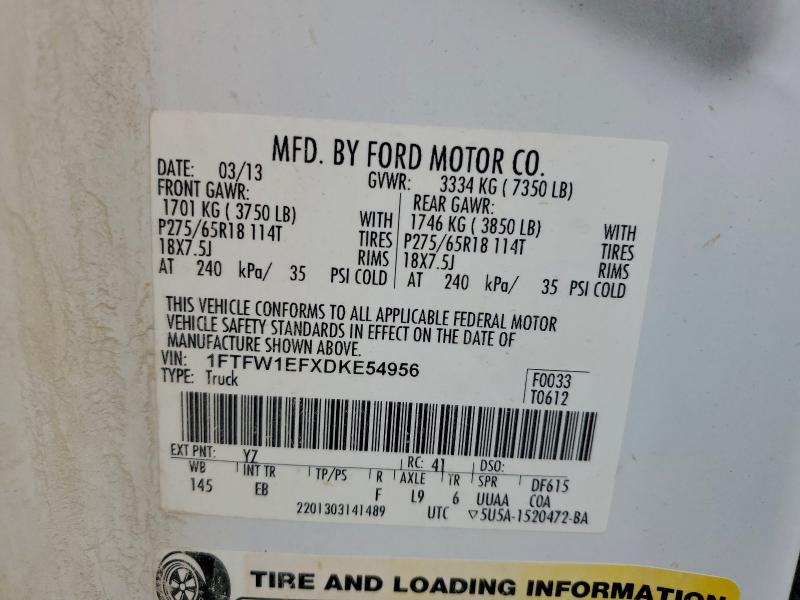 MFD. BY FORD MOTOR CO.
DATE: 03/13 GVWR: 3334 KG ( 7350 LB)
FRONT GAWR: REAR GAWR:
1701 KG ( 3750 LB) WITH 1746 KG ( 3850 LB) WITH
P275/65R18 114T TIRES P275/65R18 114T TIRES
18X7.5J RIMS 18X7.5J RIMS
AT 240 kPa/ 35 PSI COLD AT 240 kPa/ 35 PSI COLD
THIS VEHICLE CONFORMS TO ALL APPLICABLE FEDERAL MOTOR
VEHICLE SAFETY STANDARDS IN EFFECT ON THE DATE OF
MANUFACTURE SHOWN ABOVE.
VIN: 1FTFW1EFXDKE54956
TYPE: Truck F0033
T0612
EXT PNT: YZ RC: 41 DSO:
WB INT TR TP/PS R AXLE TR SPR DF615
145 EB F L9 6 UUAA COA
2201303141489 UTC ▽5U5A-1520472-BA
TIRE AND LOADING INFORMATION